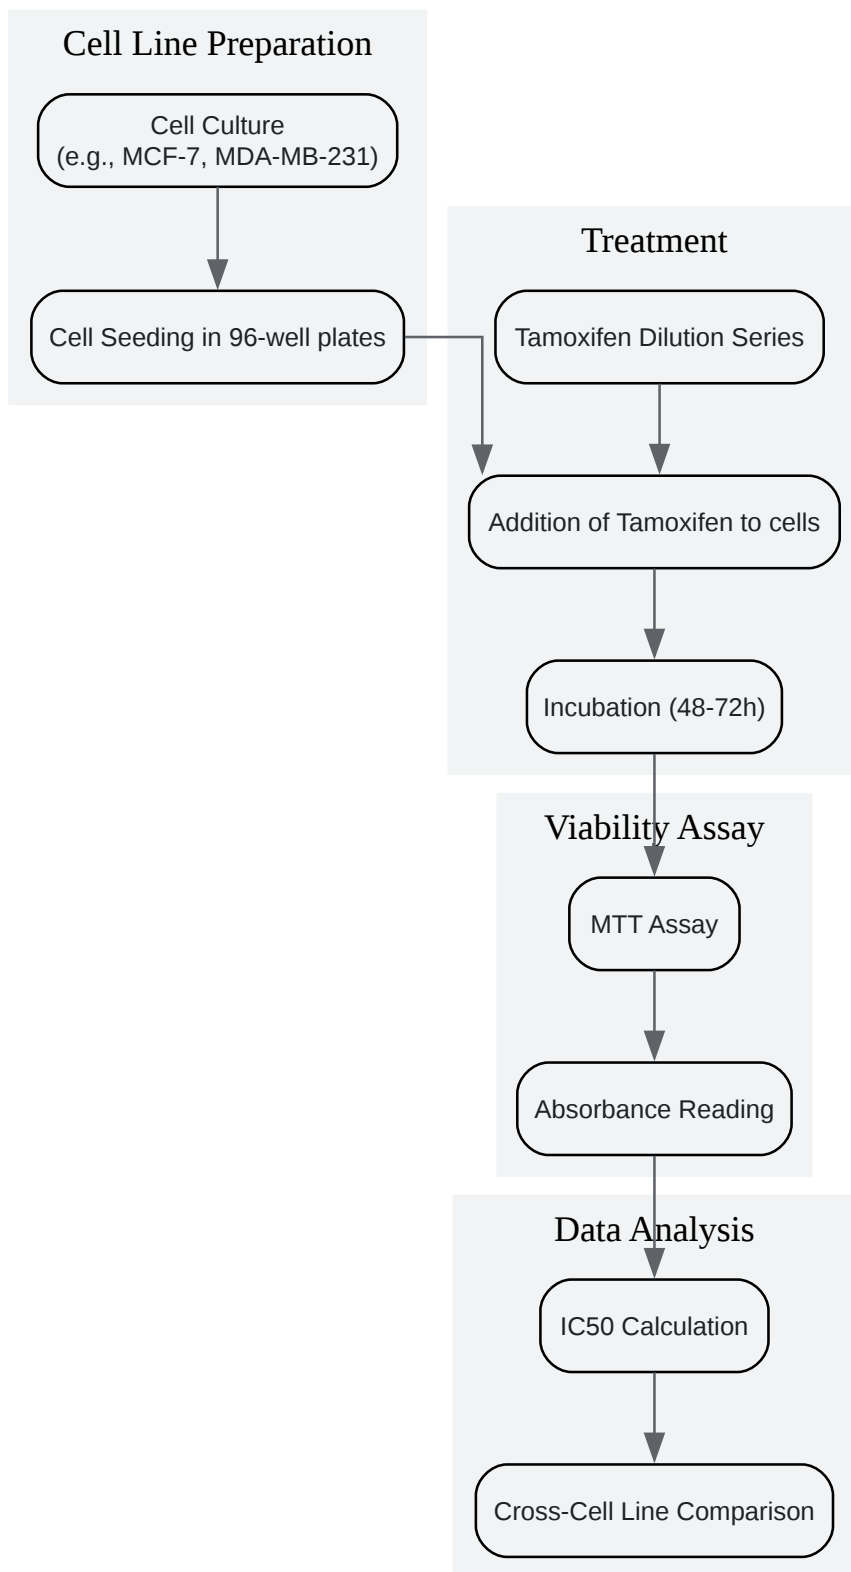 Cell Line Preparation
Cell Culture
(e.g., MCF-7, MDA-MB-231)
Cell Seeding in 96-well plates
Treatment
Tamoxifen Dilution Series
Addition of Tamoxifen to cells
Incubation (48-72h)
Viability Assay
MTT Assay
Absorbance Reading
Data Analysis
IC50 Calculation
Cross-Cell Line Comparison